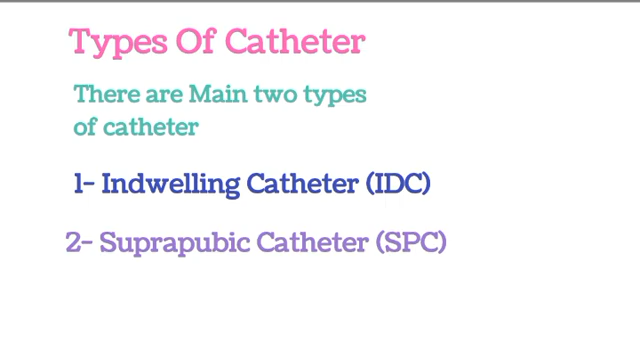 Types Of Catheter
There are Main two types
of catheter
1- Indwelling Catheter (IDC)
2- Suprapubic Catheter (SPC)